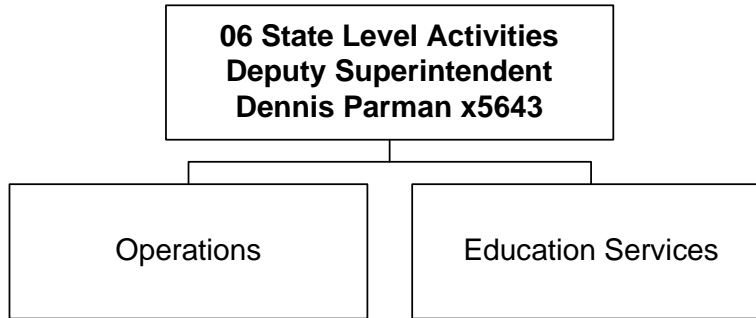 06 State Level Activities
Deputy Superintendent
Dennis Parman x5643
Operations
Education Services